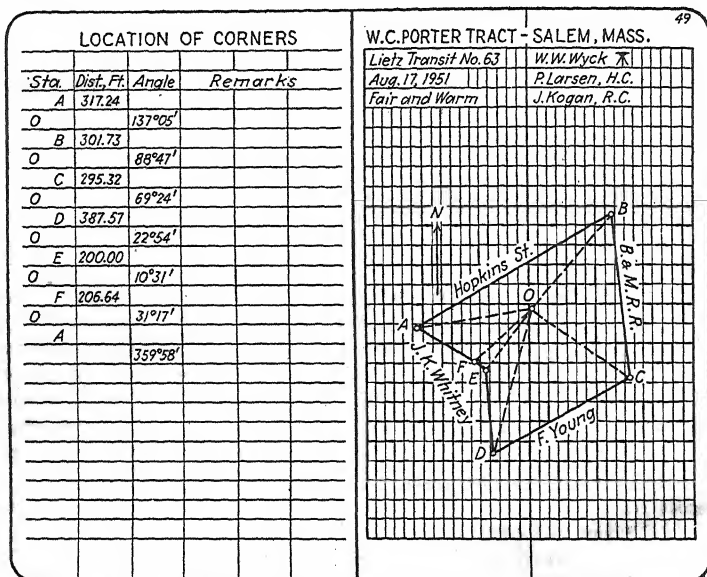 LOCATION OF CORNERS
Sta. Dist., Ft. Angle Remarks
A 317.24
O 137°05'
B 301.73
O 88°47'
C 295.32
O 69°24'
D 387.57
O 22°54'
E 200.00
O 10°31'
F 206.64
O 31°17'
A
359°58'
49
W.C. PORTER TRACT - SALEM, MASS.
Lietz Transit No. 63 W.W. Wyck
Aug. 17, 1951 P. Larsen, H.C.
Fair and Warm J. Kogan, R.C.
N
B
Hopkins St.
B. & M. R. R.
O
A
J. K. Whitney
F
E
C
F. Young
D